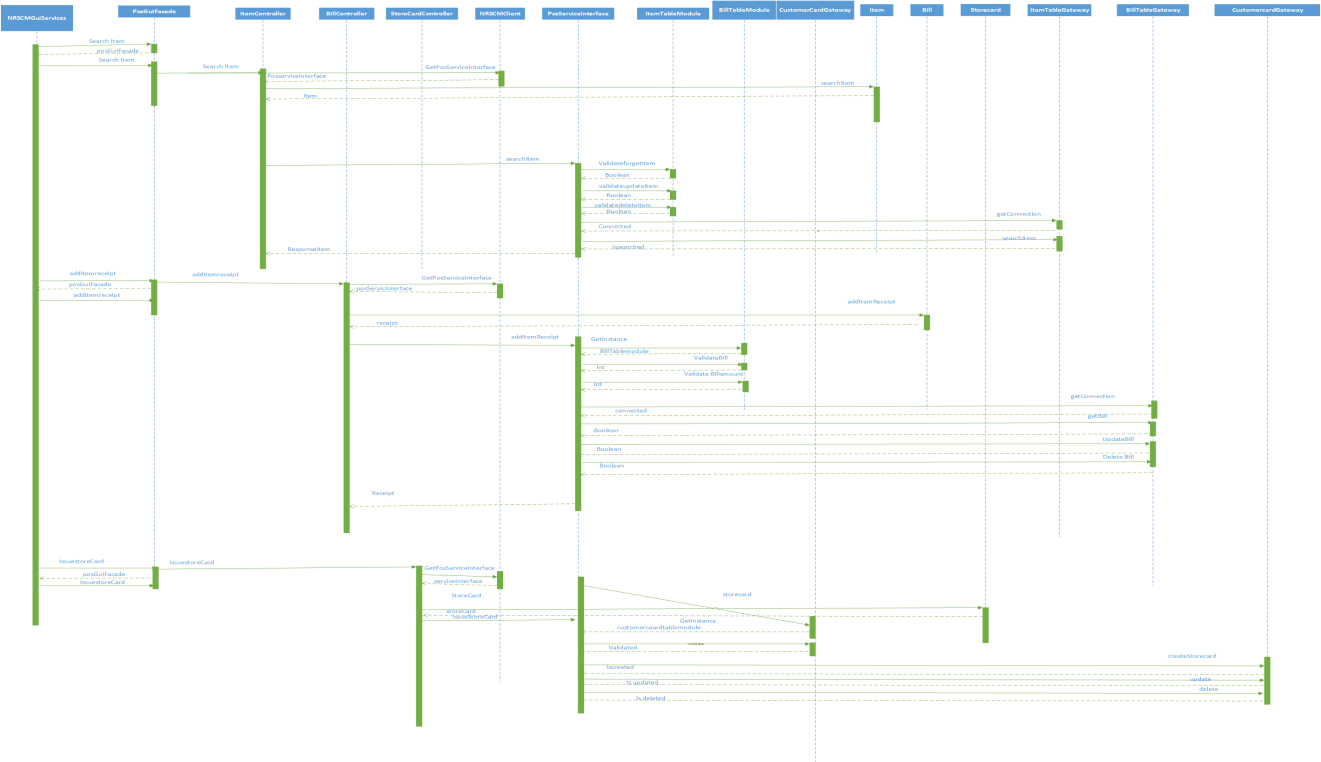 NRSCMGuiServices
PosGuiFacade
ItemController
BillController
StoreCardController
NRSCMClient
PosServiceInterface
ItemTableModule
BillTableModule
CustomerCardGateway
Item
Bill
Storecard
ItemTableGateway
BillTableGateway
CustomercardGateway
Search Item
posGuiFacade
Search Item
Search Item
GetPosServiceInterface
PosserviceInterface
searchItem
Item
searchItem
ValidateforgetItem
Boolean
validateupdateItem
Boolean
validatedeleteItem
Boolean
getConnection
Connected
searchItem
Issearched
ResponseItem
addItemreceipt
addItemreceipt
posGuiFacade
addItemreceipt
GetPosServiceInterface
posServicInterface
addItemReceipt
receipt
addItemReceipt
GetInstance
BillTablemodule
ValidateBill
Int
Validate Billamount
Int
getConnection
connected
getBill
Boolean
UpdateBill
Boolean
Delete Bill
Boolean
Receipt
IssuestoreCard
IssuestoreCard
posGuiFacade
IssuestoreCard
GetPosServiceInterface
serviceInterface
StoreCard
storecard
storeCard
IssueStoreCard
GetInstance
customercaardtablemodule
Validate
Validated
createStorecard
Iscreated
update
Is updated
delete
Is deleted